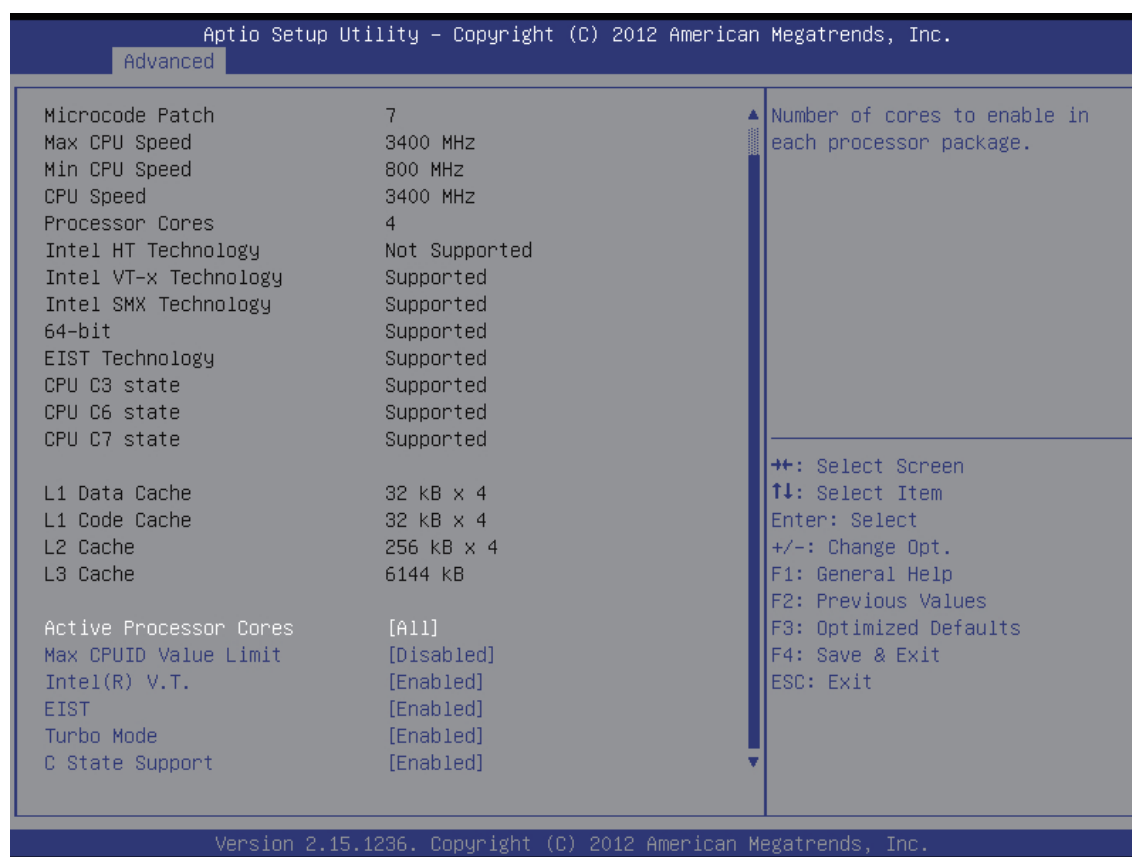 Aptio Setup Utility – Copyright (C) 2012 American Megatrends, Inc.
Advanced
Microcode Patch 7
Max CPU Speed 3400 MHz
Min CPU Speed 800 MHz
CPU Speed 3400 MHz
Processor Cores 4
Intel HT Technology Not Supported
Intel VT-x Technology Supported
Intel SMX Technology Supported
64-bit Supported
EIST Technology Supported
CPU C3 state Supported
CPU C6 state Supported
CPU C7 state Supported
L1 Data Cache 32 kB x 4
L1 Code Cache 32 kB x 4
L2 Cache 256 kB x 4
L3 Cache 6144 kB
Active Processor Cores [All]
Max CPUID Value Limit [Disabled]
Intel(R) V.T. [Enabled]
EIST [Enabled]
Turbo Mode [Enabled]
C State Support [Enabled]
Number of cores to enable in
each processor package.
→←: Select Screen
↑↓: Select Item
Enter: Select
+/-: Change Opt.
F1: General Help
F2: Previous Values
F3: Optimized Defaults
F4: Save & Exit
ESC: Exit
Version 2.15.1236. Copyright (C) 2012 American Megatrends, Inc.